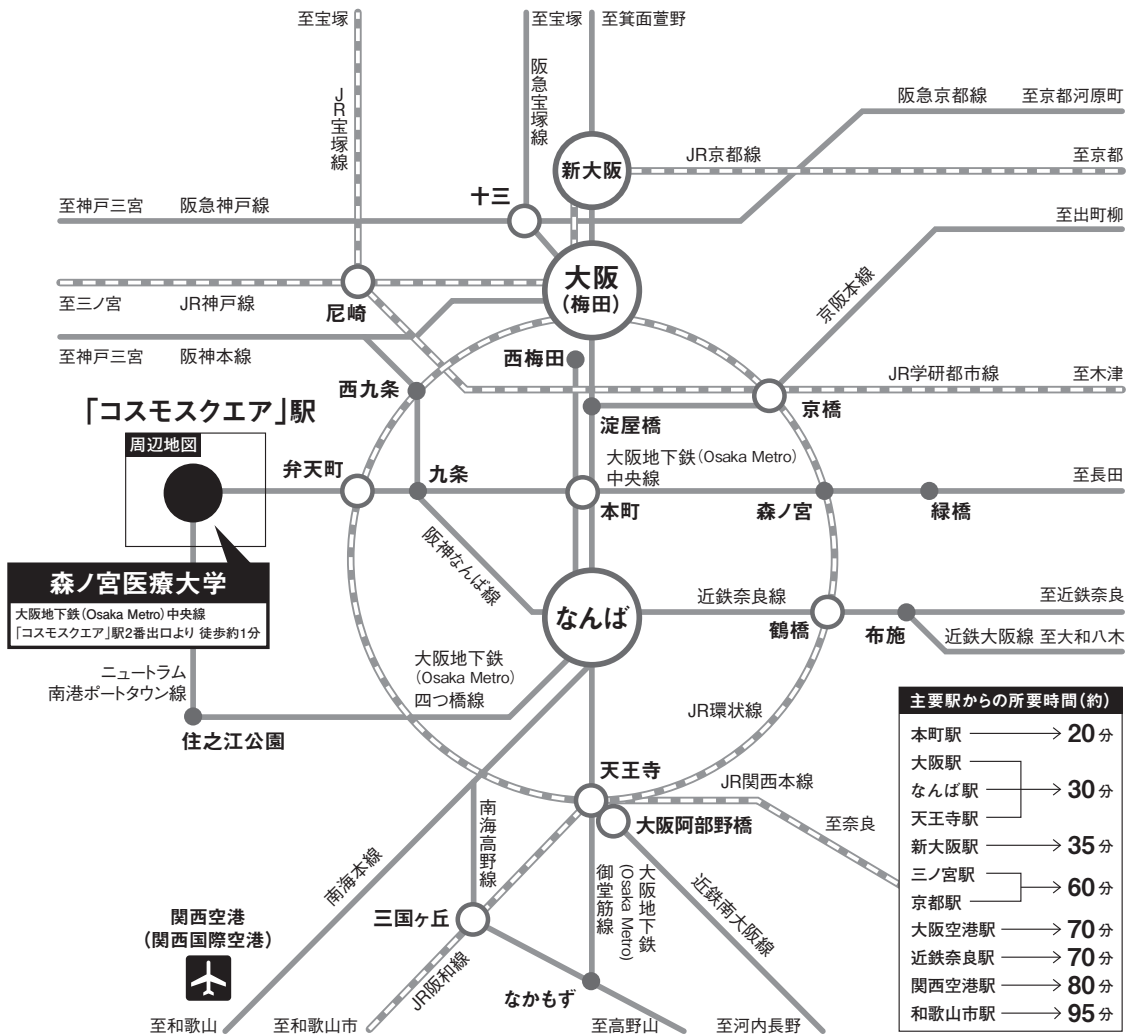 至宝塚
至宝塚
至箕面萱野
JR宝塚線
阪急宝塚線
阪急京都線
至京都河原町
新大阪
JR京都線
至京都
十三
至神戸三宮
阪急神戸線
至出町柳
大阪
(梅田)
京阪本線
至三ノ宮
JR神戸線
尼崎
至神戸三宮
阪神本線
西梅田
西九条
JR学研都市線
至木津
京橋
淀屋橋
「コスモスクエア」駅
周辺地図
弁天町
九条
大阪地下鉄(Osaka Metro)
中央線
至長田
本町
森ノ宮
緑橋
阪神なんば線
森ノ宮医療大学
大阪地下鉄(Osaka Metro)中央線
「コスモスクエア」駅2番出口より 徒歩約1分
なんば
近鉄奈良線
至近鉄奈良
鶴橋
布施
近鉄大阪線 至大和八木
ニュートラム
南港ポートタウン線
大阪地下鉄
(Osaka Metro)
四つ橋線
住之江公園
JR環状線
天王寺
JR関西本線
大阪阿部野橋
至奈良
南海本線
南海高野線
大阪地下鉄
(Osaka Metro)
御堂筋線
近鉄南大阪線
関西空港
(関西国際空港)
三国ヶ丘
JR阪和線
なかもず
至和歌山
至和歌山市
至高野山
至河内長野
主要駅からの所要時間(約)
本町駅 → 20分
大阪駅
なんば駅 → 30分
天王寺駅
新大阪駅 → 35分
三ノ宮駅
京都駅 → 60分
大阪空港駅 → 70分
近鉄奈良駅 → 70分
関西空港駅 → 80分
和歌山市駅 → 95分